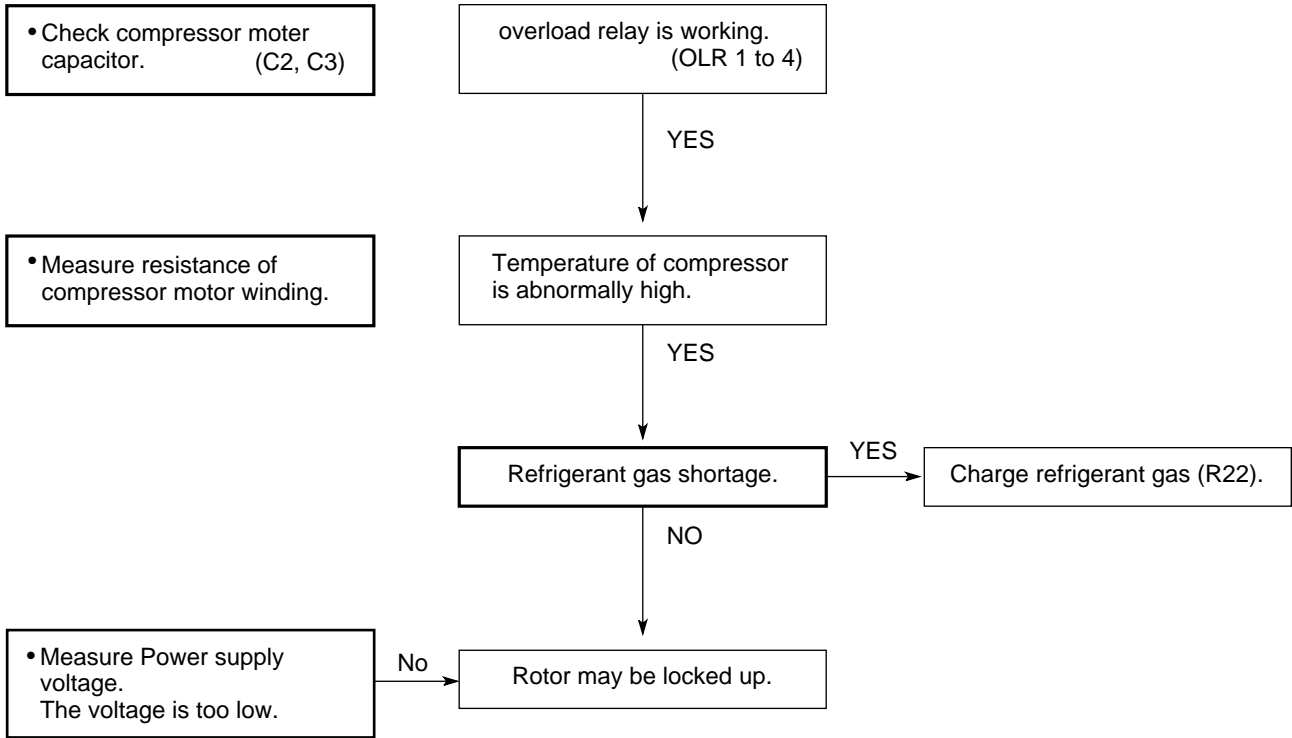 • Check compressor moter
capacitor. (C2, C3)
overload relay is working.
(OLR 1 to 4)
YES
• Measure resistance of
compressor motor winding.
Temperature of compressor
is abnormally high.
YES
Refrigerant gas shortage.
YES
Charge refrigerant gas (R22).
NO
• Measure Power supply
voltage.
The voltage is too low.
No
Rotor may be locked up.